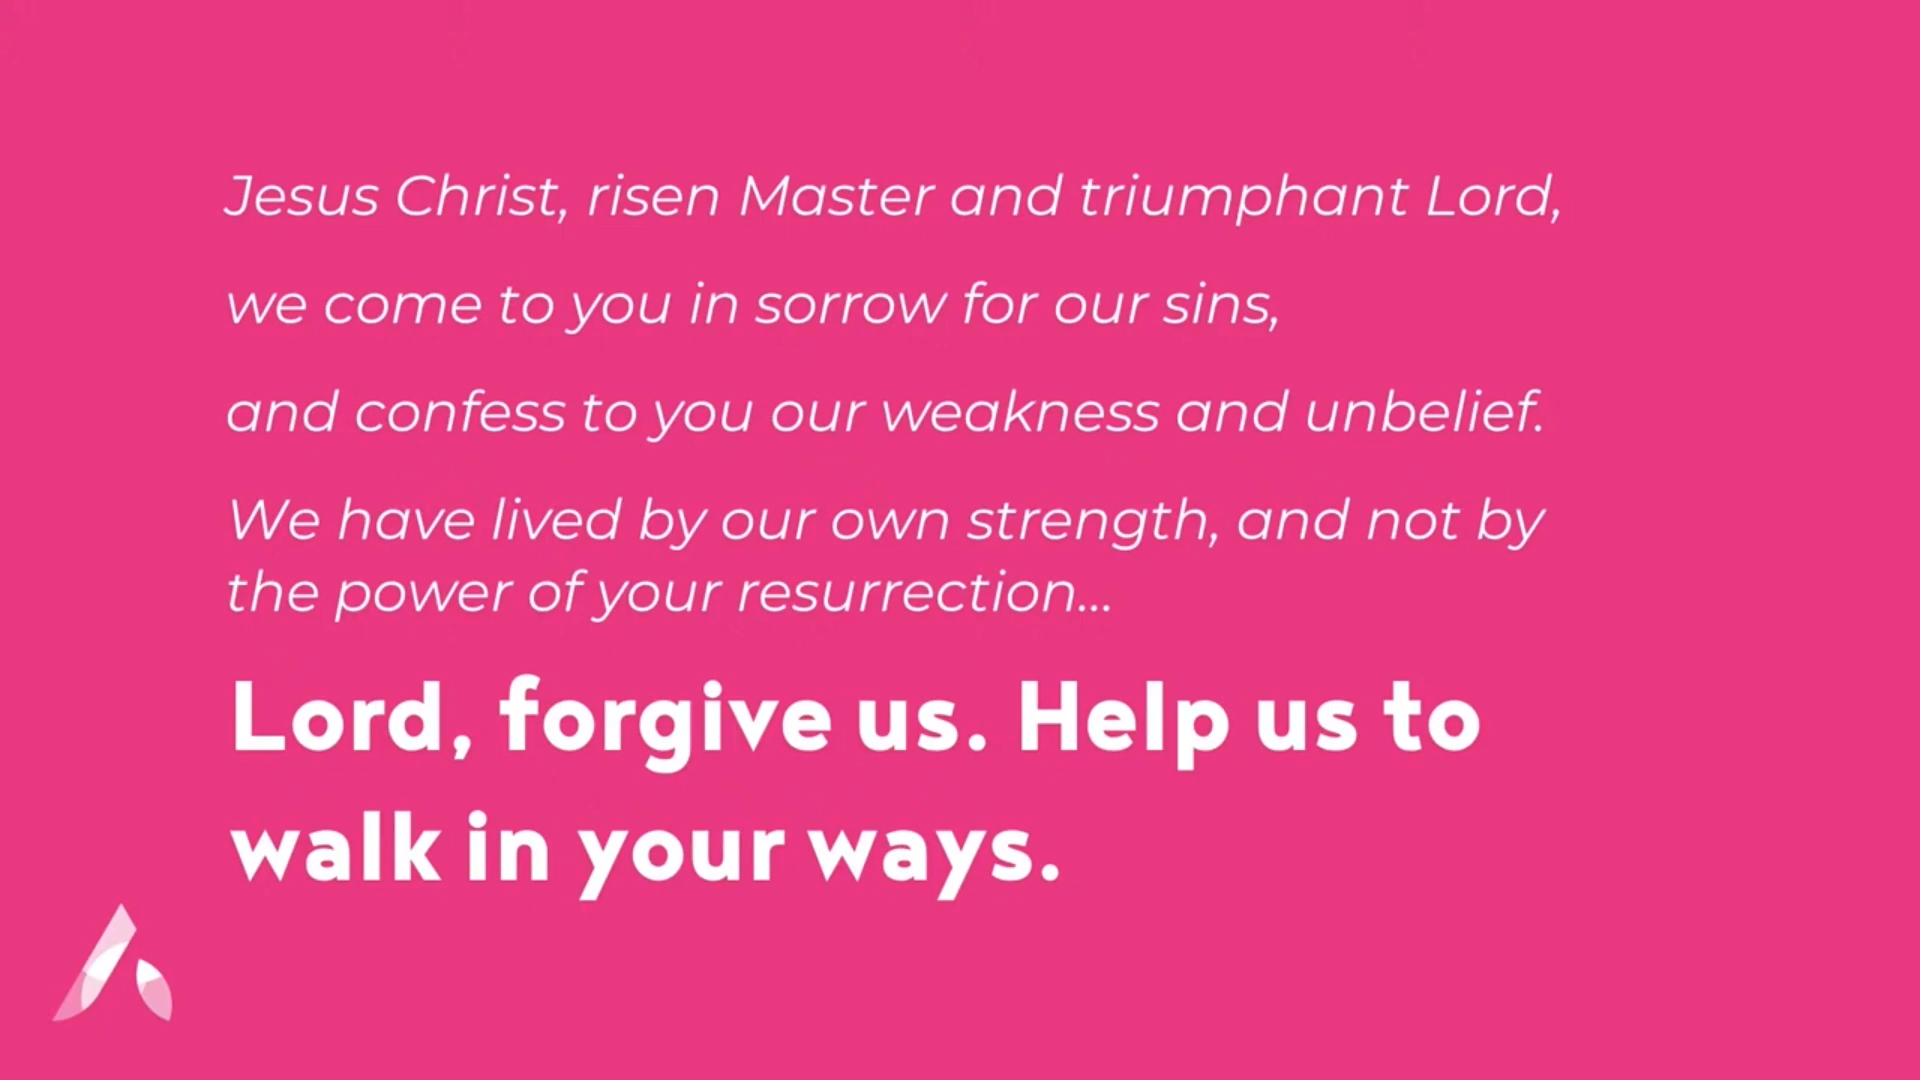 Jesus Christ, risen Master and triumphant Lord,
we come to you in sorrow for our sins,
and confess to you our weakness and unbelief.
We have lived by our own strength, and not by
the power of your resurrection...
Lord, forgive us. Help us to
walk in your ways.